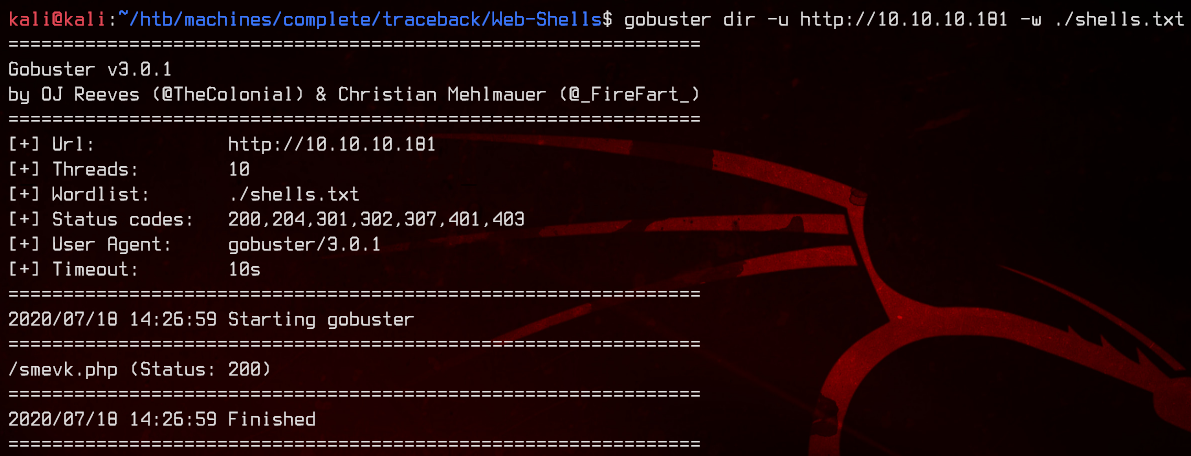 kali@kali:~/htb/machines/complete/traceback/Web-Shells$ gobuster dir -u http://10.10.10.181 -w ./shells.txt
===============================================================
Gobuster v3.0.1
by OJ Reeves (@TheColonial) & Christian Mehlmauer (@_FireFart_)
===============================================================
[+] Url:            http://10.10.10.181
[+] Threads:        10
[+] Wordlist:       ./shells.txt
[+] Status codes:   200,204,301,302,307,401,403
[+] User Agent:     gobuster/3.0.1
[+] Timeout:        10s
===============================================================
2020/07/18 14:26:59 Starting gobuster
===============================================================
/smevk.php (Status: 200)
===============================================================
2020/07/18 14:26:59 Finished
===============================================================